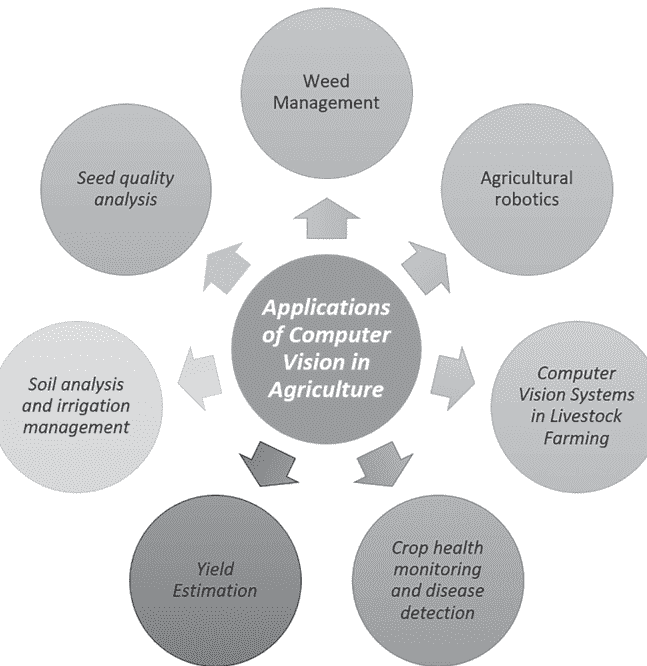 Weed
Management
Agricultural
robotics
Computer
Vision Systems
in Livestock
Farming
Crop health
monitoring
and disease
detection
Yield
Estimation
Soil analysis
and irrigation
management
Seed quality
analysis
Applications
of Computer
Vision in
Agriculture